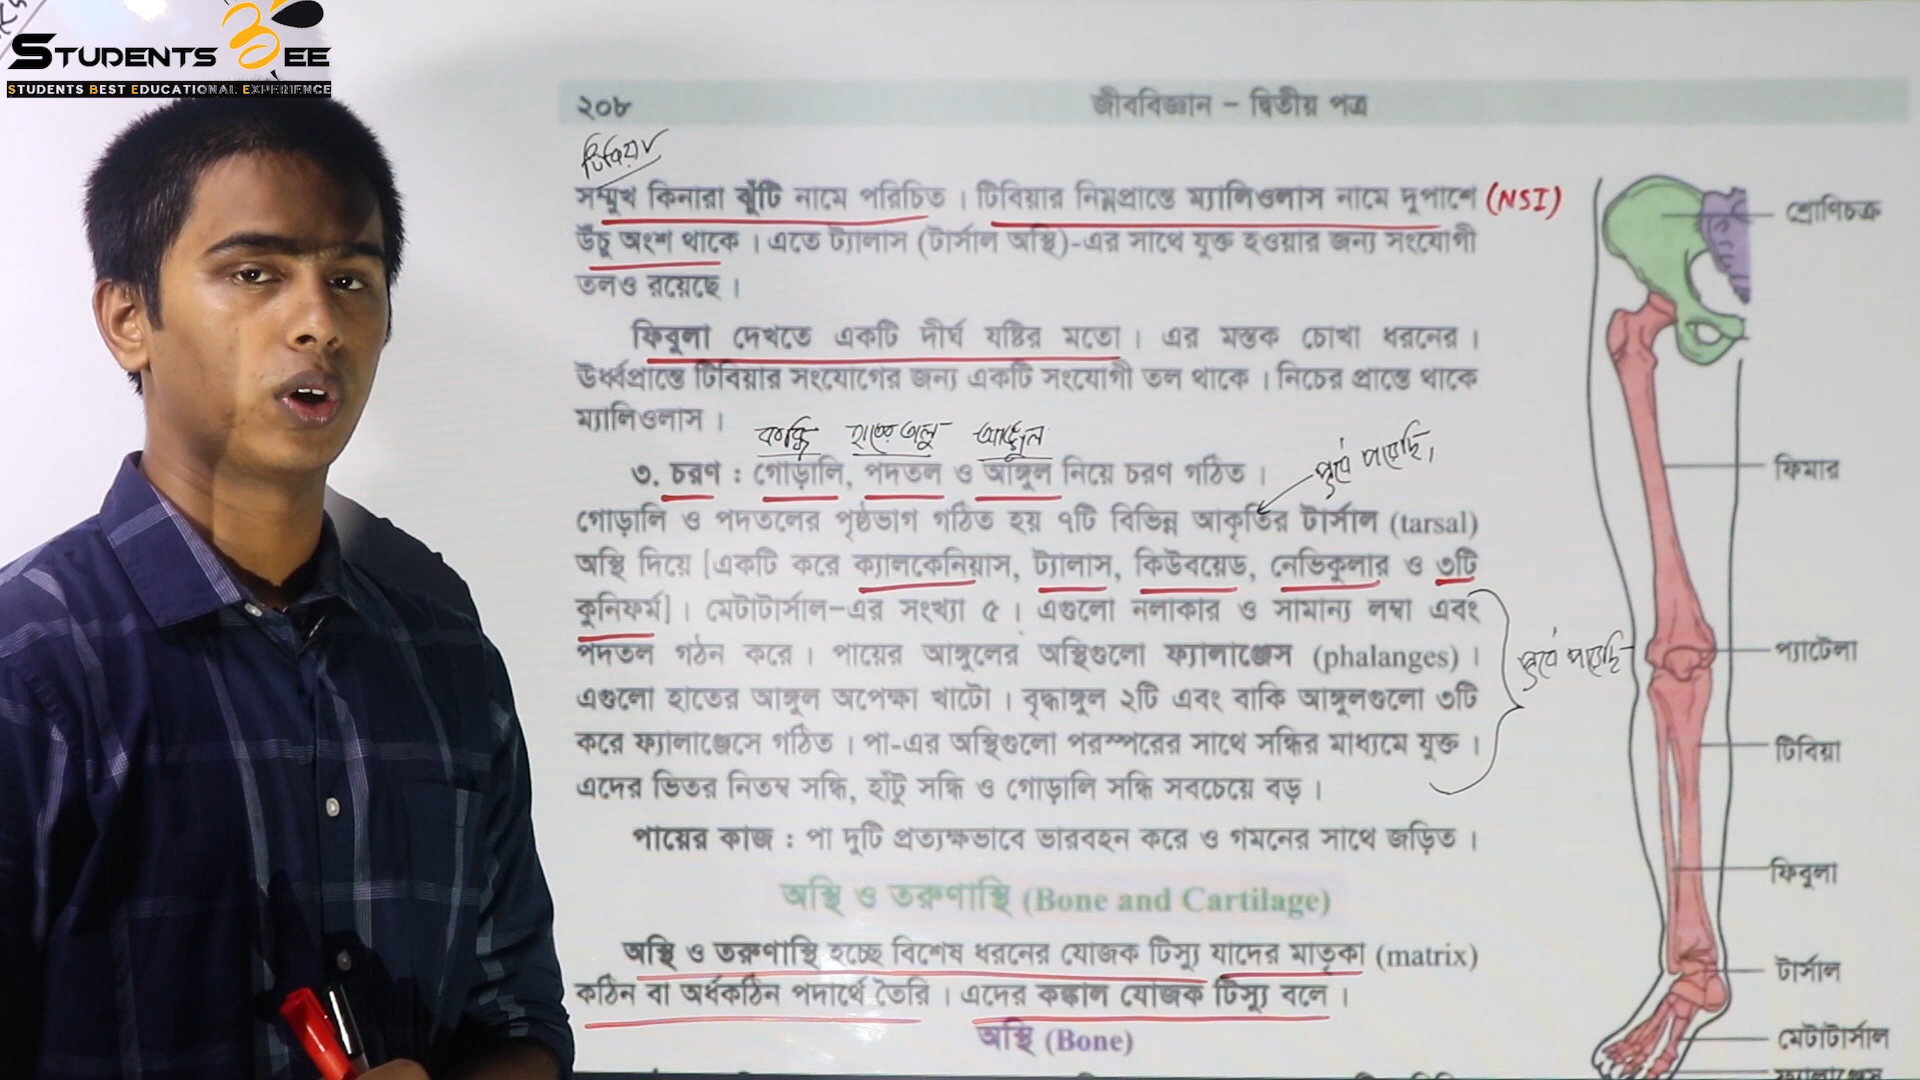 STUDENTS BEE
STUDENTS BEST EDUCATIONAL EXPERIENCE
২০৮
জীববিজ্ঞান – দ্বিতীয় পত্র
টিবিয়া
সম্মুখ কিনারা ঝুঁটি নামে পরিচিত । টিবিয়ার নিম্নপ্রান্তে ম্যালিওলাস নামে দুপাশে (NSI)
উঁচু অংশ থাকে । এতে ট্যালাস (টার্সাল অস্থি)-এর সাথে যুক্ত হওয়ার জন্য সংযোগী
তলও রয়েছে ।
ফিবুলা দেখতে একটি দীর্ঘ যষ্টির মতো । এর মস্তক চোখা ধরনের ।
ঊর্ধ্বপ্রান্তে টিবিয়ার সংযোগের জন্য একটি সংযোগী তল থাকে । নিচের প্রান্তে থাকে
ম্যালিওলাস ।
কব্জি হাতের তালু আঙ্গুল
পূর্বে পড়েছি।
৩. চরণ : গোড়ালি, পদতল ও আঙ্গুল নিয়ে চরণ গঠিত ।
গোড়ালি ও পদতলের পৃষ্ঠভাগ গঠিত হয় ৭টি বিভিন্ন আকৃতির টার্সাল (tarsal)
অস্থি দিয়ে [একটি করে ক্যালকেনিয়াস, ট্যালাস, কিউবয়েড, নেভিকুলার ও ৩টি
কুনিফর্ম] । মেটাটার্সাল–এর সংখ্যা ৫ । এগুলো নলাকার ও সামান্য লম্বা এবং
পদতল গঠন করে । পায়ের আঙ্গুলের অস্থিগুলো ফ্যালাঞ্জেস (phalanges) ।
এগুলো হাতের আঙ্গুল অপেক্ষা খাটো । বৃদ্ধাঙ্গুল ২টি এবং বাকি আঙ্গুলগুলো ৩টি
করে ফ্যালাঞ্জেসে গঠিত । পা-এর অস্থিগুলো পরস্পরের সাথে সন্ধির মাধ্যমে যুক্ত ।
এদের ভিতর নিতম্ব সন্ধি, হাঁটু সন্ধি ও গোড়ালি সন্ধি সবচেয়ে বড় ।
পূর্বে পড়েছি
পায়ের কাজ : পা দুটি প্রত্যক্ষভাবে ভারবহন করে ও গমনের সাথে জড়িত ।
অস্থি ও তরুণাস্থি (Bone and Cartilage)
অস্থি ও তরুণাস্থি হচ্ছে বিশেষ ধরনের যোজক টিস্যু যাদের মাতৃকা (matrix)
কঠিন বা অর্ধকঠিন পদার্থে তৈরি । এদের কঙ্কাল যোজক টিস্যু বলে ।
অস্থি (Bone)
শ্রোণিচক্র
ফিমার
প্যাটেলা
টিবিয়া
ফিবুলা
টার্সাল
মেটাটার্সাল
ফ্যালাঞ্জেস